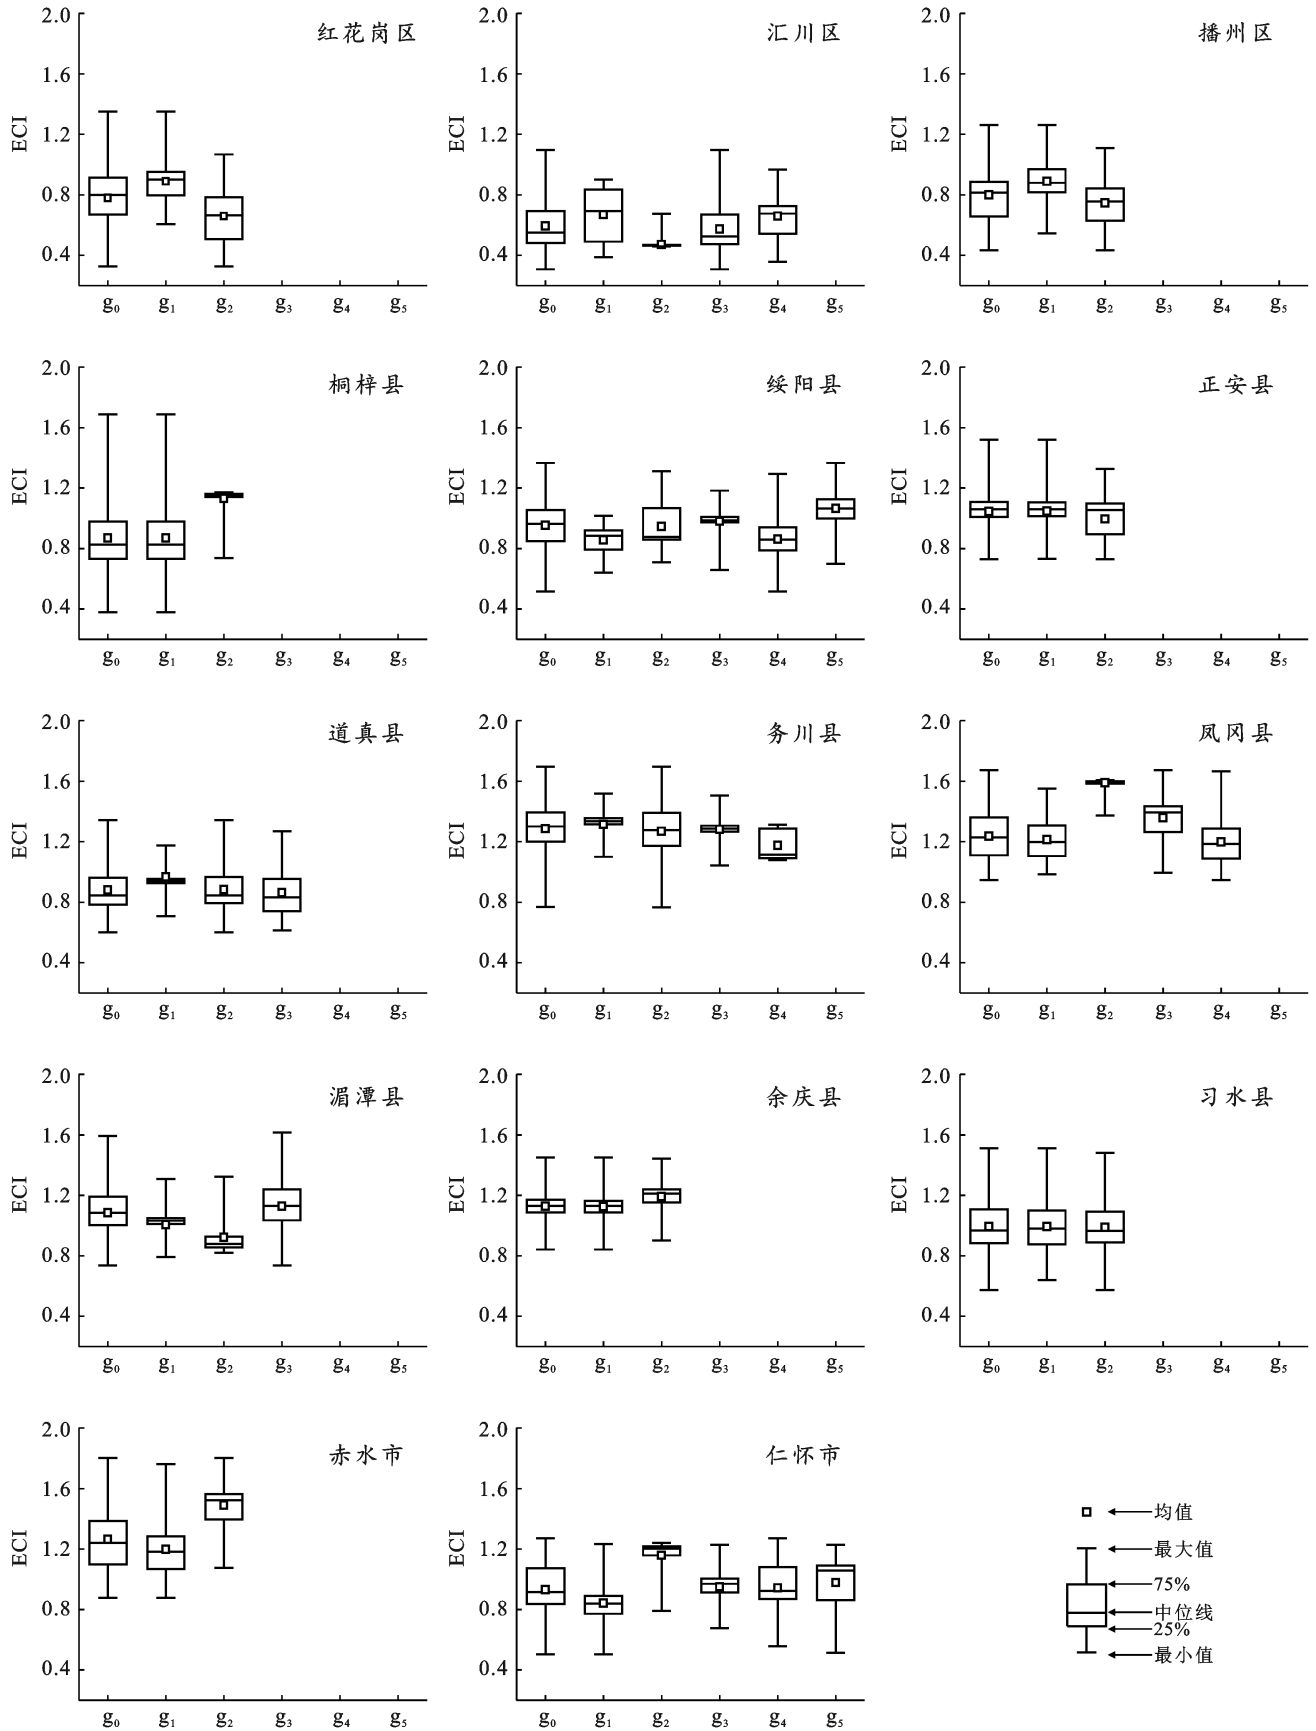 红花岗区
2.0
1.6
1.2
0.8
0.4
ECI
g₀ g₁ g₂ g₃ g₄ g₅
汇川区
2.0
1.6
1.2
0.8
0.4
ECI
g₀ g₁ g₂ g₃ g₄ g₅
播州区
2.0
1.6
1.2
0.8
0.4
ECI
g₀ g₁ g₂ g₃ g₄ g₅
桐梓县
2.0
1.6
1.2
0.8
0.4
ECI
g₀ g₁ g₂ g₃ g₄ g₅
绥阳县
2.0
1.6
1.2
0.8
0.4
ECI
g₀ g₁ g₂ g₃ g₄ g₅
正安县
2.0
1.6
1.2
0.8
0.4
ECI
g₀ g₁ g₂ g₃ g₄ g₅
道真县
2.0
1.6
1.2
0.8
0.4
ECI
g₀ g₁ g₂ g₃ g₄ g₅
务川县
2.0
1.6
1.2
0.8
0.4
ECI
g₀ g₁ g₂ g₃ g₄ g₅
凤冈县
2.0
1.6
1.2
0.8
0.4
ECI
g₀ g₁ g₂ g₃ g₄ g₅
湄潭县
2.0
1.6
1.2
0.8
0.4
ECI
g₀ g₁ g₂ g₃ g₄ g₅
余庆县
2.0
1.6
1.2
0.8
0.4
ECI
g₀ g₁ g₂ g₃ g₄ g₅
习水县
2.0
1.6
1.2
0.8
0.4
ECI
g₀ g₁ g₂ g₃ g₄ g₅
赤水市
2.0
1.6
1.2
0.8
0.4
ECI
g₀ g₁ g₂ g₃ g₄ g₅
仁怀市
2.0
1.6
1.2
0.8
0.4
ECI
g₀ g₁ g₂ g₃ g₄ g₅
均值
最大值
75%
中位线
25%
最小值